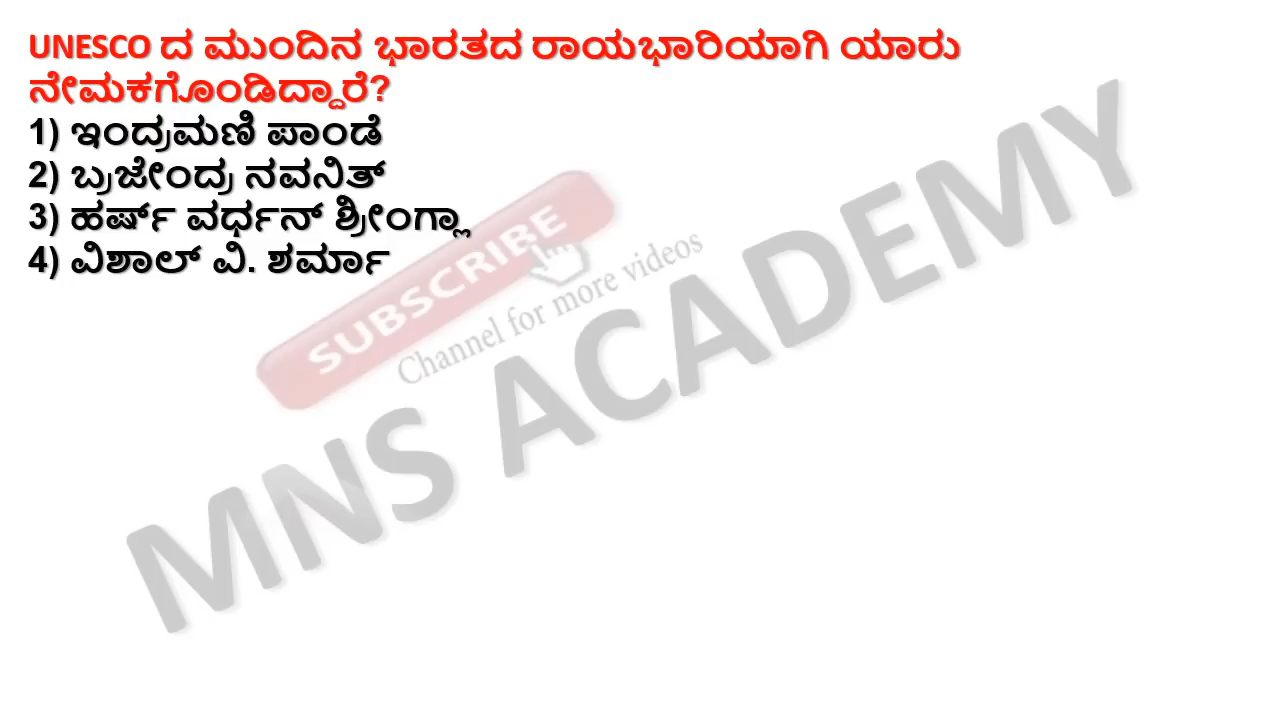 UNESCO ದ ಮುಂದಿನ ಭಾರತದ ರಾಯಭಾರಿಯಾಗಿ ಯಾರು
ನೇಮಕಗೊಂಡಿದ್ದಾರೆ?
1) ಇಂದ್ರಮಣಿ ಪಾಂಡೆ
2) ಬ್ರಜೇಂದ್ರ ನವನಿತ್
3) ಹರ್ಷ್ ವರ್ಧನ್ ಶ್ರೀಂಗ್ಲಾ
4) ವಿಶಾಲ್ ವಿ. ಶರ್ಮಾ
SUBSCRIBE
Channel for more videos
MNS ACADEMY